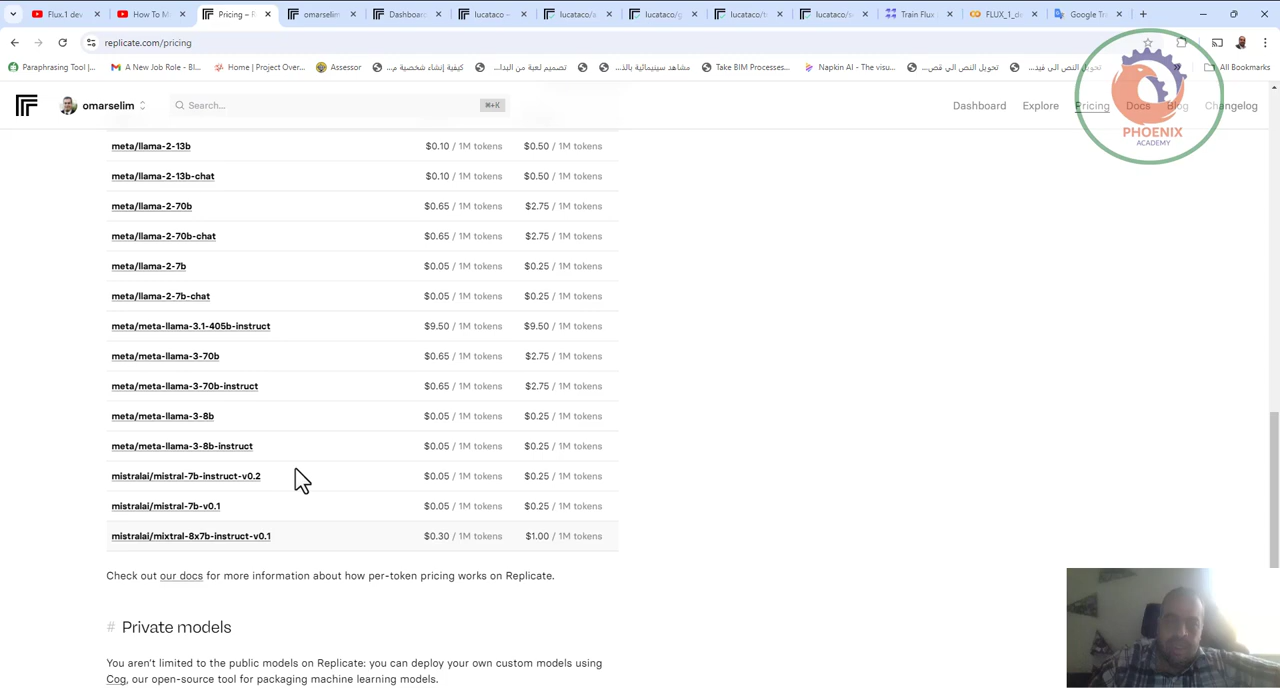 Flux.1 dev
How To M
Pricing – R
omarselim
Dashboard
lucataco –
lucataco/a
lucataco/g
lucataco/tr
lucataco/
Train Flux
FLUX_1_de
Google Tra
replicate.com/pricing
Paraphrasing Tool |...
A New Job Role - Bl...
Home | Project Over...
Assessor
كيفية ... شخصية م...
تصميم لعبة من البدا...
مشاهد سينمائية بالذ...
Take BIM Processes...
Napkin AI - The visu...
تحويل النص الى قص...
تحويل النص الى فيد...
All Bookmarks
omarselim
Search...
⌘+K
Dashboard
Explore
Pricing
Docs
Blog
Changelog
PHOENIX
ACADEMY
meta/llama-2-13b $0.10 / 1M tokens $0.50 / 1M tokens
meta/llama-2-13b-chat $0.10 / 1M tokens $0.50 / 1M tokens
meta/llama-2-70b $0.65 / 1M tokens $2.75 / 1M tokens
meta/llama-2-70b-chat $0.65 / 1M tokens $2.75 / 1M tokens
meta/llama-2-7b $0.05 / 1M tokens $0.25 / 1M tokens
meta/llama-2-7b-chat $0.05 / 1M tokens $0.25 / 1M tokens
meta/meta-llama-3.1-405b-instruct $9.50 / 1M tokens $9.50 / 1M tokens
meta/meta-llama-3-70b $0.65 / 1M tokens $2.75 / 1M tokens
meta/meta-llama-3-70b-instruct $0.65 / 1M tokens $2.75 / 1M tokens
meta/meta-llama-3-8b $0.05 / 1M tokens $0.25 / 1M tokens
meta/meta-llama-3-8b-instruct $0.05 / 1M tokens $0.25 / 1M tokens
mistralai/mistral-7b-instruct-v0.2 $0.05 / 1M tokens $0.25 / 1M tokens
mistralai/mistral-7b-v0.1 $0.05 / 1M tokens $0.25 / 1M tokens
mistralai/mixtral-8x7b-instruct-v0.1 $0.30 / 1M tokens $1.00 / 1M tokens
Check out our docs for more information about how per-token pricing works on Replicate.
# Private models
You aren't limited to the public models on Replicate: you can deploy your own custom models using
Cog, our open-source tool for packaging machine learning models.